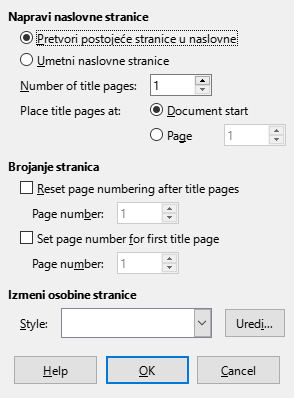 Napravi naslovne stranice
Pretvori postojeće stranice u naslovne
Umetni naslovne stranice
Number of title pages: 1
Place title pages at: Document start
Page 1
Brojanje stranica
Reset page numbering after title pages
Page number: 1
Set page number for first title page
Page number: 1
Izmeni osobine stranice
Style: Uredi...
Help OK Cancel